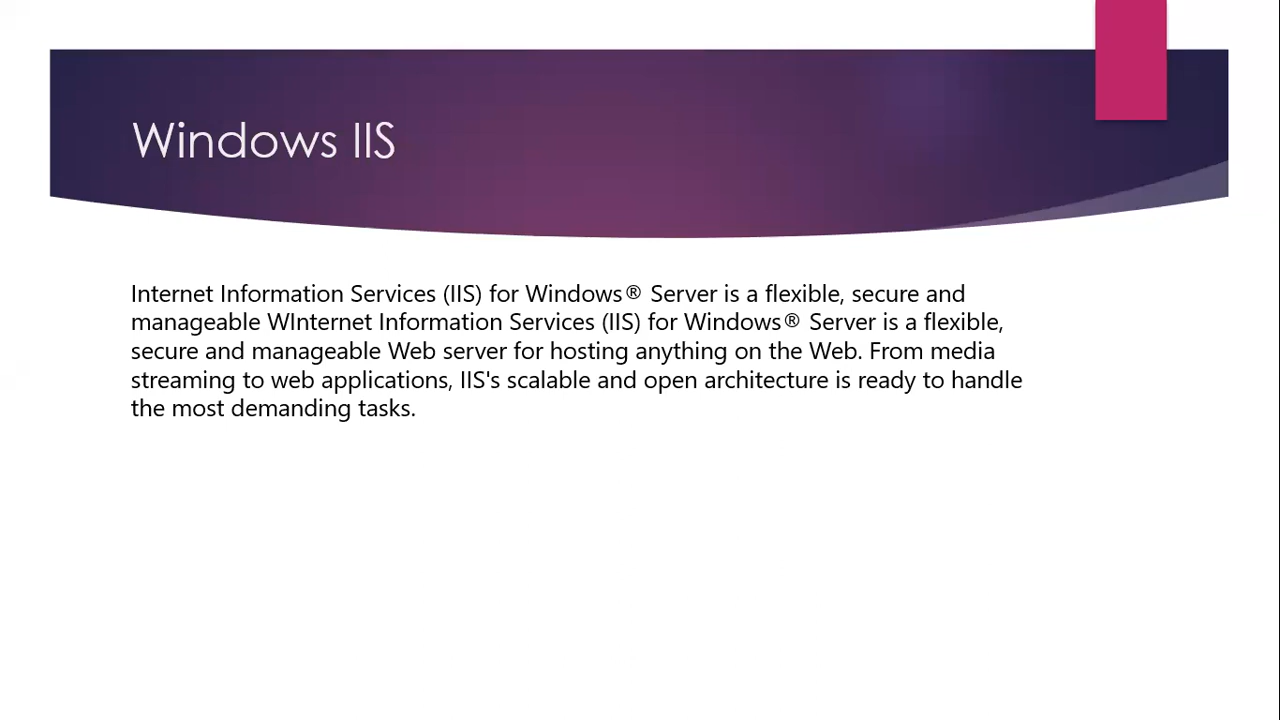 Windows IIS
Internet Information Services (IIS) for Windows® Server is a flexible, secure and
manageable WInternet Information Services (IIS) for Windows® Server is a flexible,
secure and manageable Web server for hosting anything on the Web. From media
streaming to web applications, IIS's scalable and open architecture is ready to handle
the most demanding tasks.